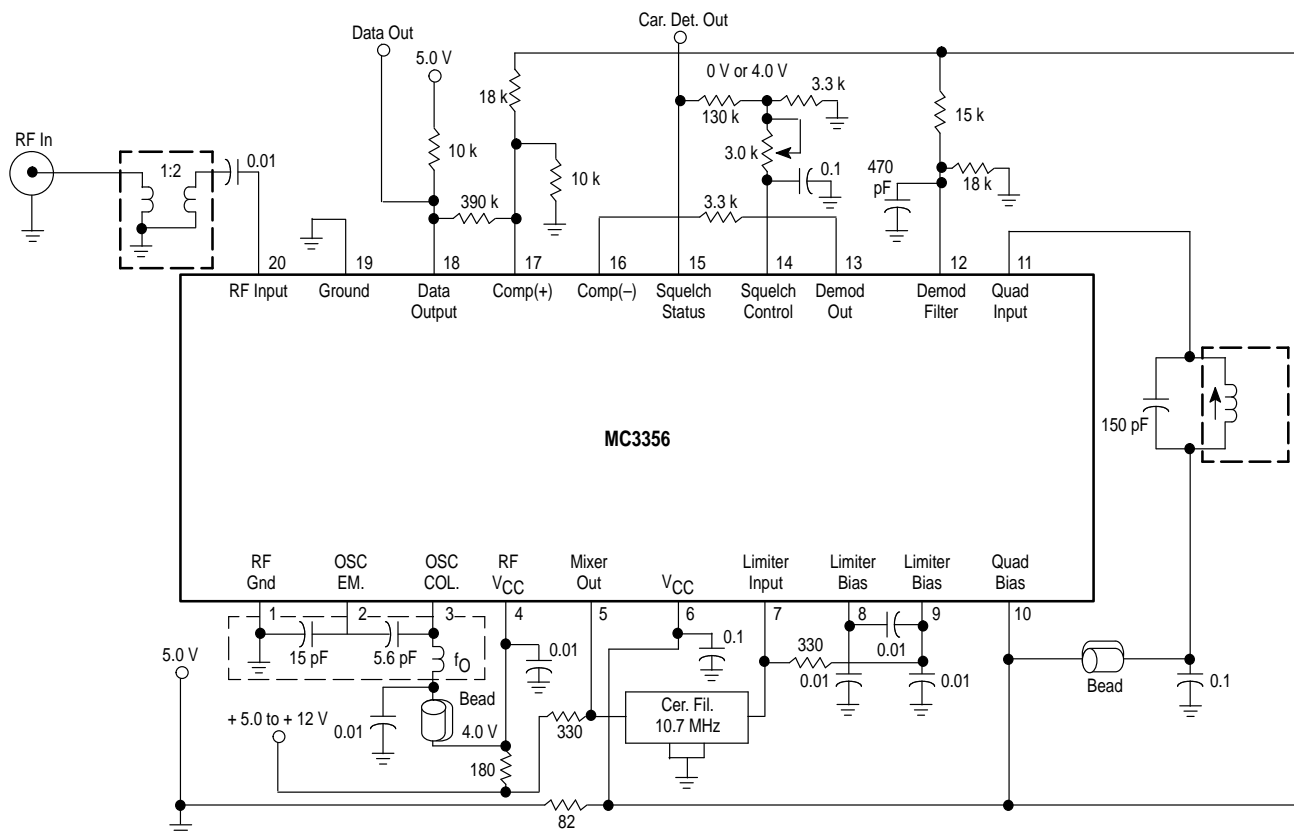 Car. Det. Out
Data Out
5.0 V
0 V or 4.0 V
18 k
3.3 k
130 k
15 k
RF In
1:2
0.01
10 k
3.0 k
10 k
0.1
470
pF
18 k
390 k
3.3 k
20 19 18 17 16 15 14 13 12 11
RF Input
Ground
Data
Output
Comp(+)
Comp(–)
Squelch
Status
Squelch
Control
Demod
Out
Demod
Filter
Quad
Input
150 pF
MC3356
RF
Gnd
OSC
EM.
OSC
COL.
RF
VCC
Mixer
Out
VCC
Limiter
Input
Limiter
Bias
Limiter
Bias
Quad
Bias
1 2 3 4 5 6 7 8 9 10
15 pF
5.6 pF
fO
0.01
0.1
330
0.01
0.01
0.01
5.0 V
Bead
Bead
0.1
+ 5.0 to + 12 V
0.01
4.0 V
330
Cer. Fil.
10.7 MHz
180
82